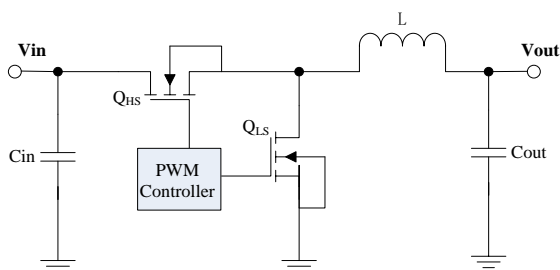 L
Vin
Vout
QHS
QLS
Cin
PWM
Controller
Cout